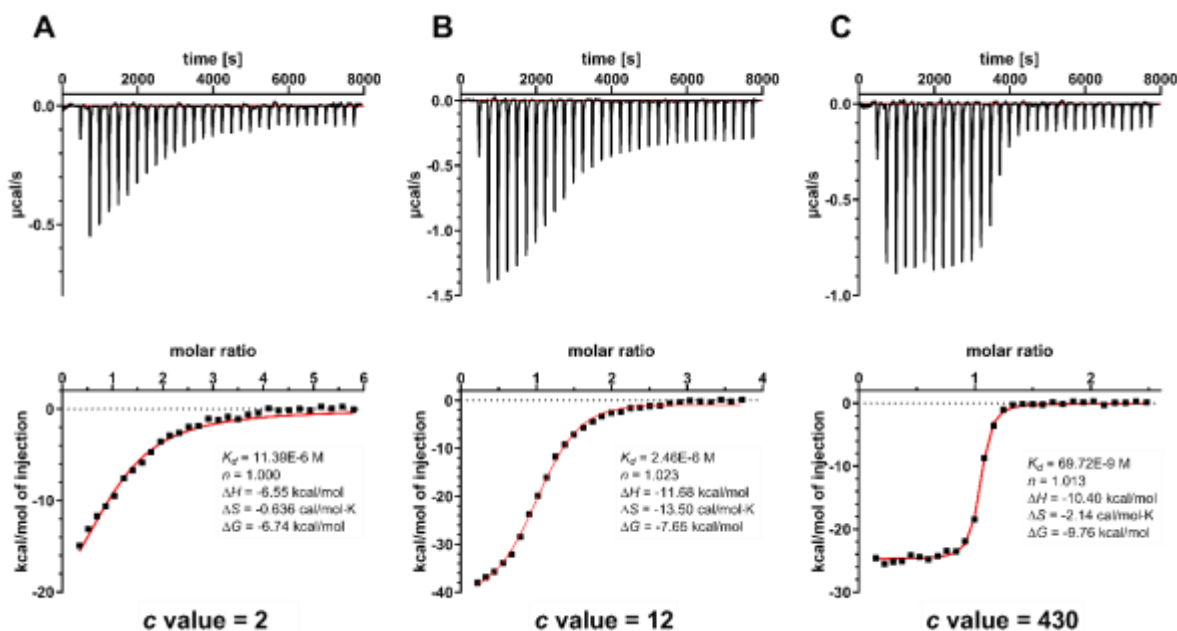 A
time [s]
0 2000 4000 6000 8000
0.0
-0.5
µcal/s
molar ratio
0 1 2 3 4 5 6
0
-10
-20
kcal/mol of injection
Kd = 11.39E-6 M
n = 1.000
ΔH = -6.55 kcal/mol
ΔS = -0.636 cal/mol-K
ΔG = -6.74 kcal/mol
c value = 2
B
time [s]
0 2000 4000 6000 8000
0.0
-0.5
-1.0
-1.5
µcal/s
molar ratio
0 1 2 3 4
0
-10
-20
-30
-40
kcal/mol of injection
Kd = 2.46E-6 M
n = 1.023
ΔH = -11.68 kcal/mol
ΔS = -13.50 cal/mol-K
ΔG = -7.65 kcal/mol
c value = 12
C
time [s]
0 2000 4000 6000 8000
0.0
-0.5
-1.0
µcal/s
molar ratio
0 1 2
0
-10
-20
-30
kcal/mol of injection
Kd = 69.72E-9 M
n = 1.013
ΔH = -10.40 kcal/mol
ΔS = -2.14 cal/mol-K
ΔG = -9.76 kcal/mol
c value = 430